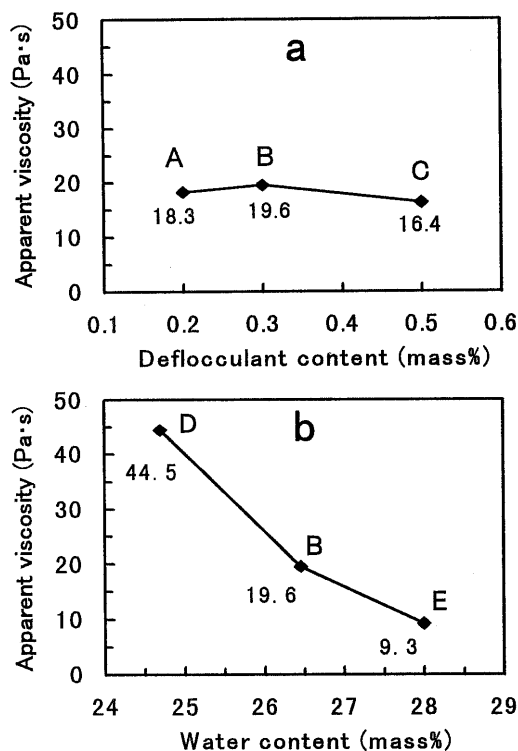 50
a
40
A
B
C
30
20
18.3
19.6
16.4
10
0
0.1 0.2 0.3 0.4 0.5 0.6
Deflocculant content (mass%)
Apparent viscosity (Pa·s)
50
b
D
40
44.5
30
B
20
19.6
E
10
9.3
0
24 25 26 27 28 29
Water content (mass%)
Apparent viscosity (Pa·s)